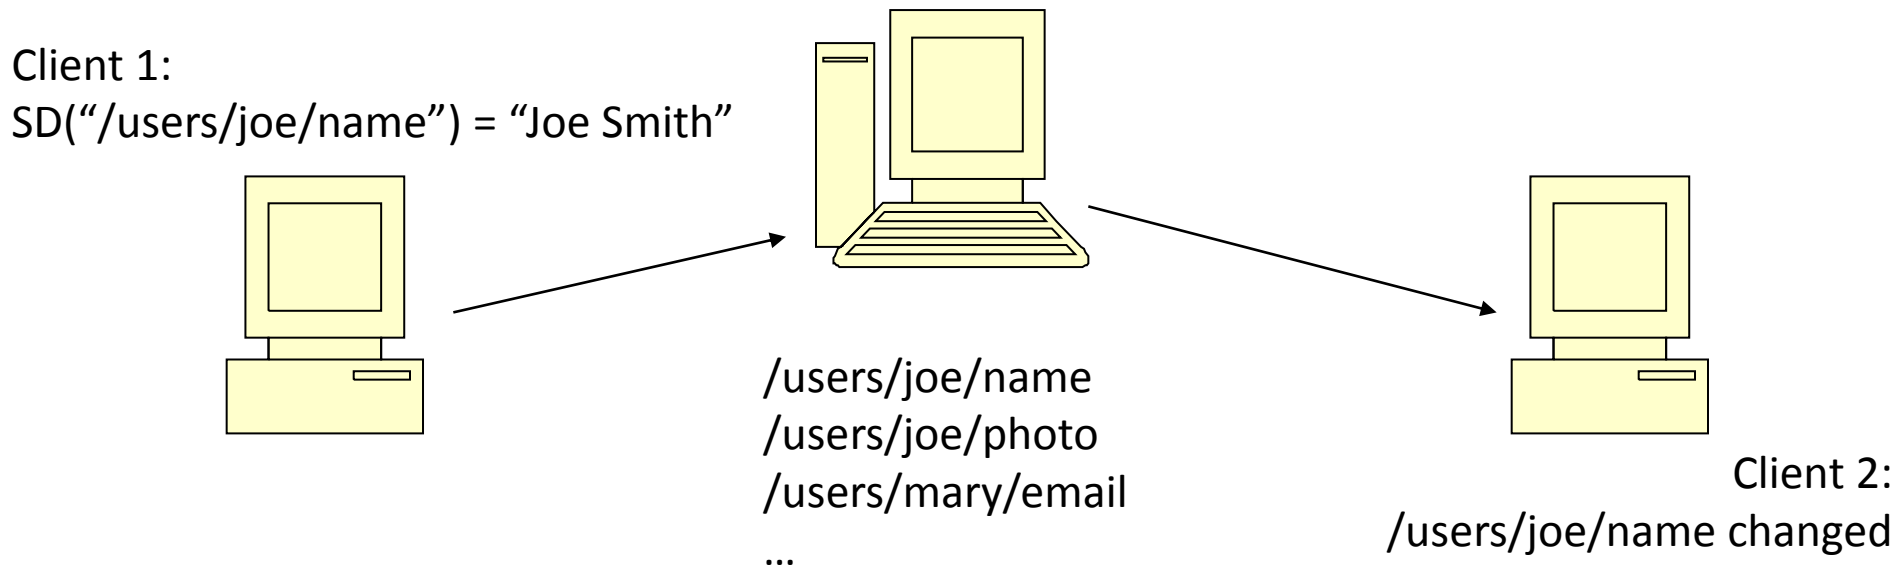 Client 1:
SD(“/users/joe/name”) = “Joe Smith”
/users/joe/name
/users/joe/photo
/users/mary/email
…
Client 2:
/users/joe/name changed